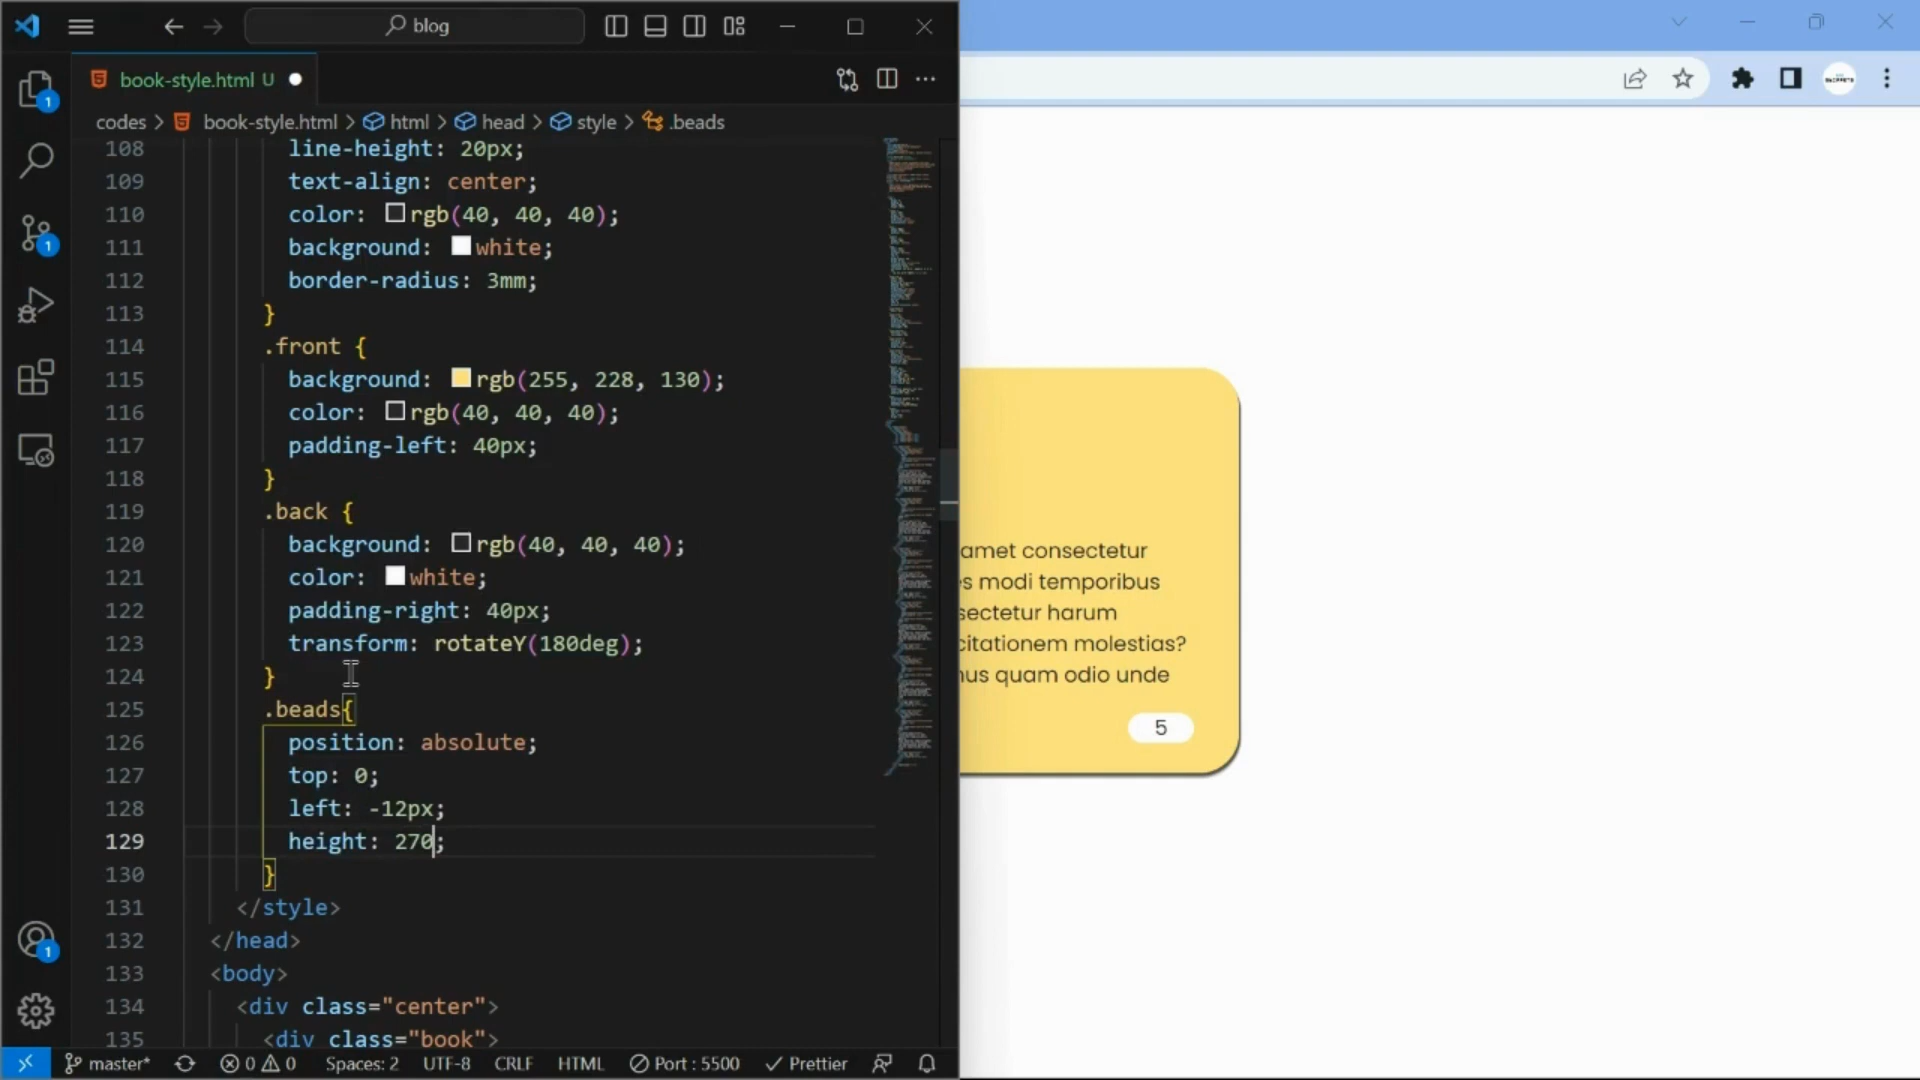 blog
book-style.html U
codes > book-style.html > html > head > style > .beads
108 line-height: 20px;
109 text-align: center;
110 color: rgb(40, 40, 40);
111 background: white;
112 border-radius: 3mm;
113 }
114 .front {
115 background: rgb(255, 228, 130);
116 color: rgb(40, 40, 40);
117 padding-left: 40px;
118 }
119 .back {
120 background: rgb(40, 40, 40);
121 color: white;
122 padding-right: 40px;
123 transform: rotateY(180deg);
124 }
125 .beads{
126 position: absolute;
127 top: 0;
128 left: -12px;
129 height: 270;
130 }
131 </style>
132 </head>
133 <body>
134 <div class="center">
135 <div class="book">
1
1
1
master* 0 0 Spaces: 2 UTF-8 CRLF HTML Port : 5500 Prettier
amet consectetur
s modi temporibus
sectetur harum
citationem molestias?
us quam odio unde
5